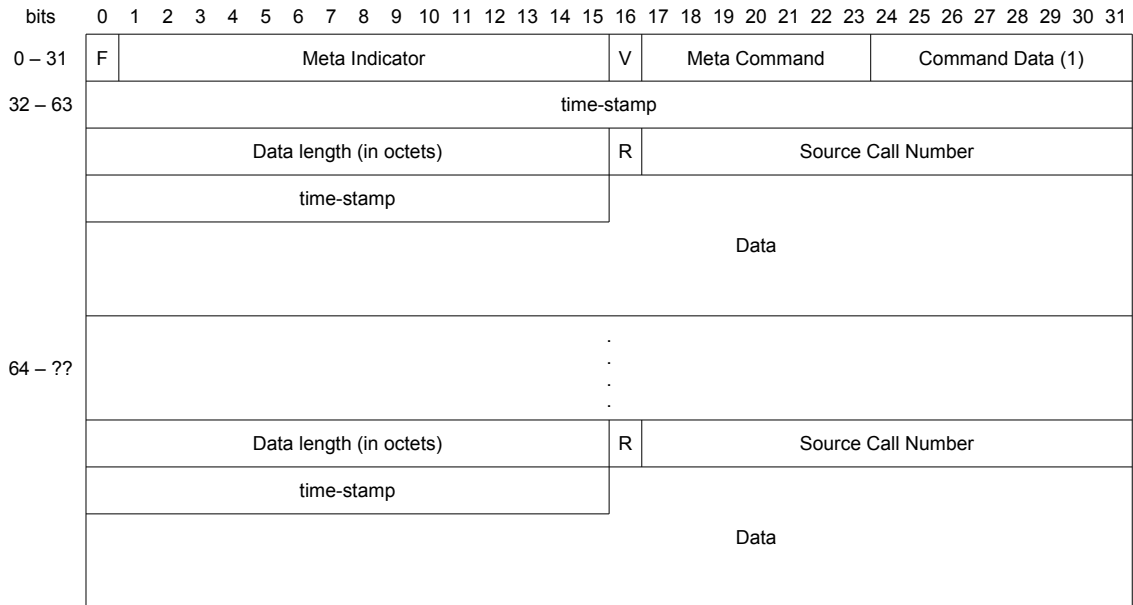 bits 0 1 2 3 4 5 6 7 8 9 10 11 12 13 14 15 16 17 18 19 20 21 22 23 24 25 26 27 28 29 30 31
0 – 31 F Meta Indicator V Meta Command Command Data (1)
32 – 63 time-stamp
Data length (in octets) R Source Call Number
time-stamp
Data
.
.
64 – ??
.
.
Data length (in octets) R Source Call Number
time-stamp
Data